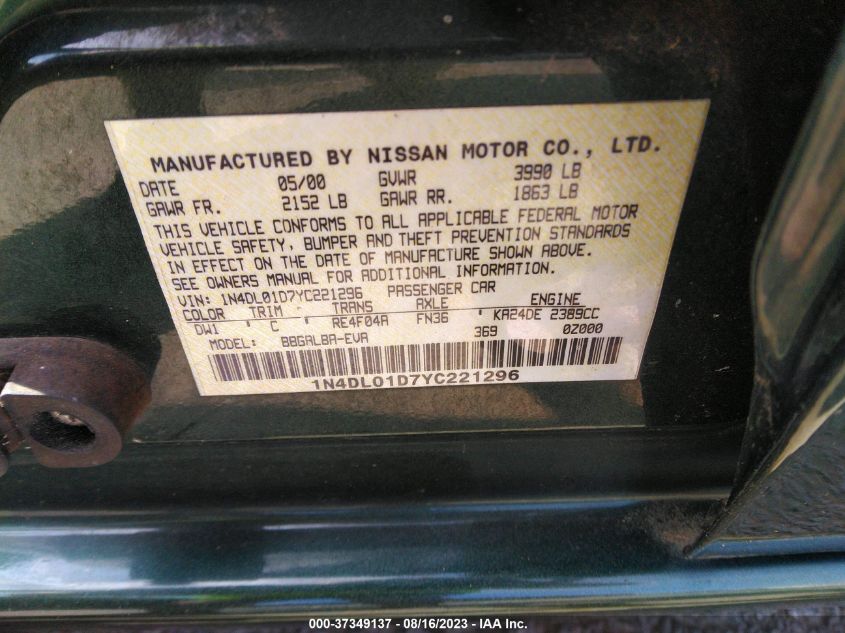 MANUFACTURED BY NISSAN MOTOR CO., LTD.
DATE 05/00 GVWR 3990 LB
GAWR FR. 2152 LB GAWR RR. 1863 LB
THIS VEHICLE CONFORMS TO ALL APPLICABLE FEDERAL MOTOR
VEHICLE SAFETY, BUMPER AND THEFT PREVENTION STANDARDS
IN EFFECT ON THE DATE OF MANUFACTURE SHOWN ABOVE.
SEE OWNERS MANUAL FOR ADDITIONAL INFORMATION.
VIN: 1N4DL01D7YC221296 PASSENGER CAR
COLOR TRIM TRANS AXLE ENGINE
DW1 ' C ' RE4F04A FN36 ' KA24DE 2389CC
MODEL: BBGALBA-EVA 369 0Z000
1N4DL01D7YC221296
000-37349137 - 08/16/2023 - IAA Inc.